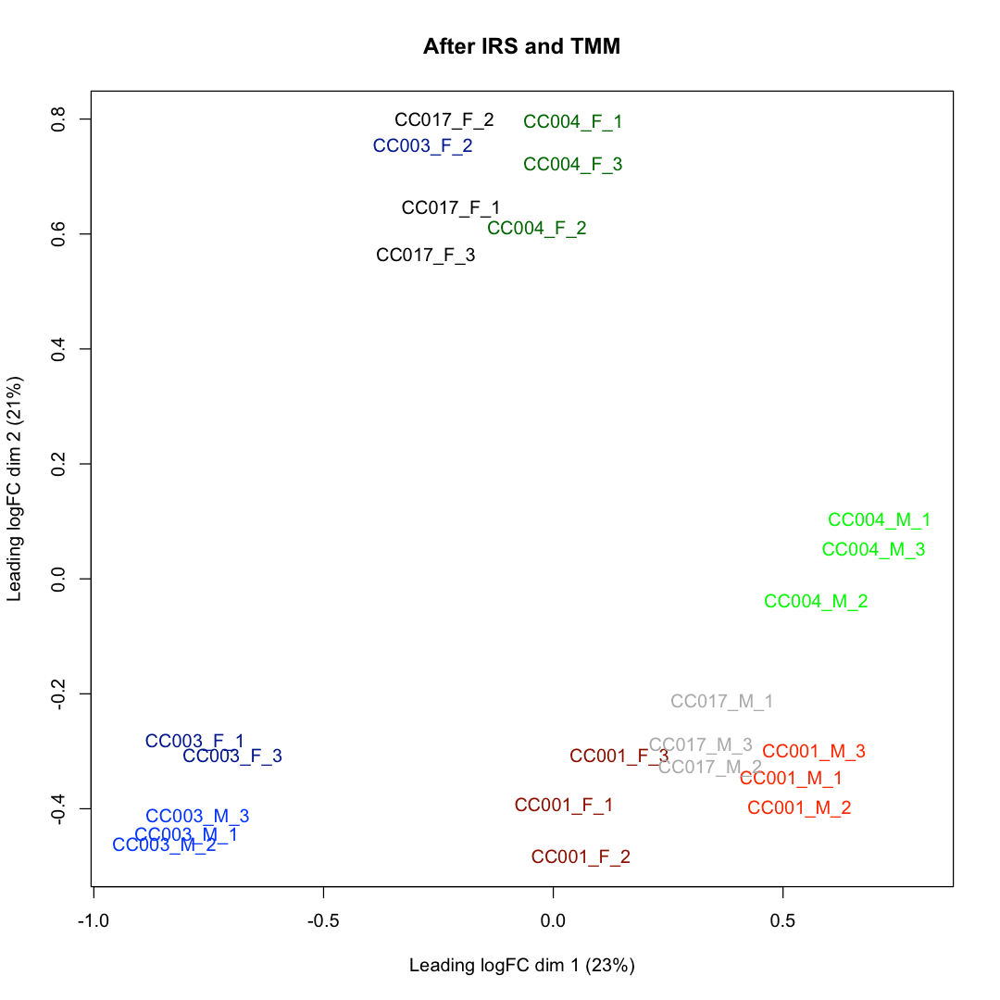 After IRS and TMM
Leading logFC dim 2 (21%)
0.8
0.6
0.4
0.2
0.0
-0.2
-0.4
CC017_F_2
CC004_F_1
CC003_F_2
CC004_F_3
CC017_F_1
CC004_F_2
CC017_F_3
CC004_M_1
CC004_M_3
CC004_M_2
CC017_M_1
CC003_F_1
CC017_M_3
CC001_M_3
CC003_F_3
CC001_F_3
CC017_M_2
CC001_M_1
CC001_F_1
CC001_M_2
CC003_M_3
CC003_M_1
CC003_M_2
CC001_F_2
-1.0 -0.5 0.0 0.5
Leading logFC dim 1 (23%)